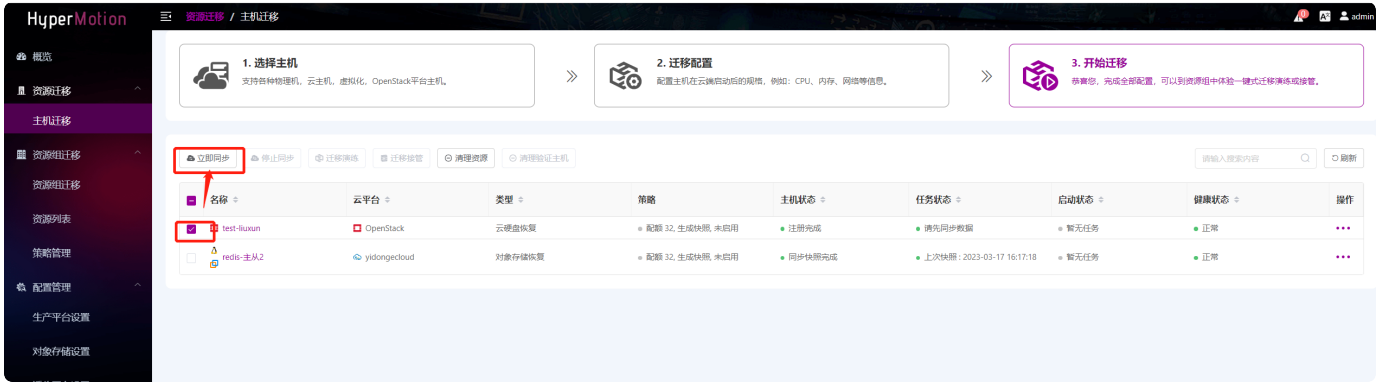 HyperMotion
资源迁移 / 主机迁移
admin
概览
资源迁移
主机迁移
资源组迁移
资源组迁移
资源列表
策略管理
配置管理
生产平台设置
对象存储设置
1. 选择主机
支持各种物理机，云主机，虚拟化，OpenStack平台主机。
2. 迁移配置
配置主机在云端启动后的规格，例如：CPU、内存、网络等信息。
3. 开始迁移
恭喜您，完成全部配置，可以到资源组中体验一键式迁移演练或接管。
立即同步 停止同步 迁移演练 迁移接管 清理资源 清理验证主机 请输入搜索内容 刷新
名称 云平台 类型 策略 主机状态 任务状态 启动状态 健康状态 操作
test-liuxun OpenStack 云硬盘恢复 配额 32, 生成快照, 未启用 注册完成 请先同步数据 暂无任务 正常
redis-主从2 yidongecloud 对象存储恢复 配额 32, 生成快照, 未启用 同步快照完成 上次快照 : 2023-03-17 16:17:18 暂无任务 正常